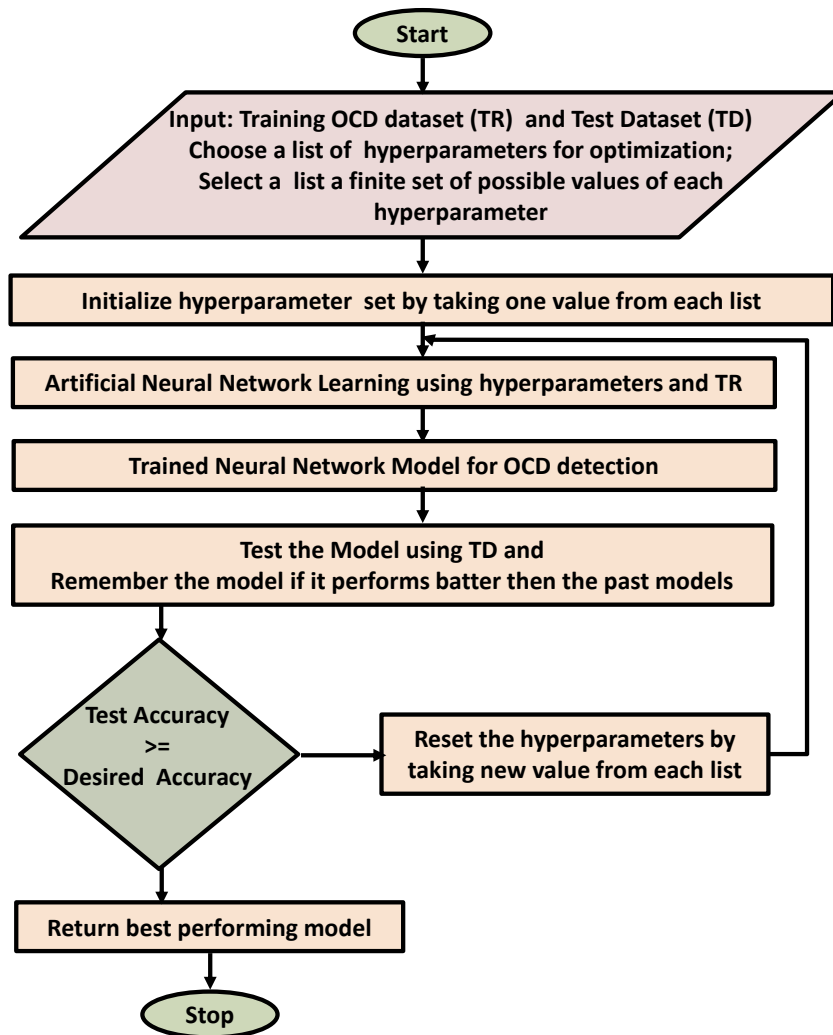 Start
Input: Training OCD dataset (TR) and Test Dataset (TD)
Choose a list of hyperparameters for optimization;
Select a list a finite set of possible values of each
hyperparameter
Initialize hyperparameter set by taking one value from each list
Artificial Neural Network Learning using hyperparameters and TR
Trained Neural Network Model for OCD detection
Test the Model using TD and
Remember the model if it performs batter then the past models
Test Accuracy
>=
Desired Accuracy
Reset the hyperparameters by
taking new value from each list
Return best performing model
Stop